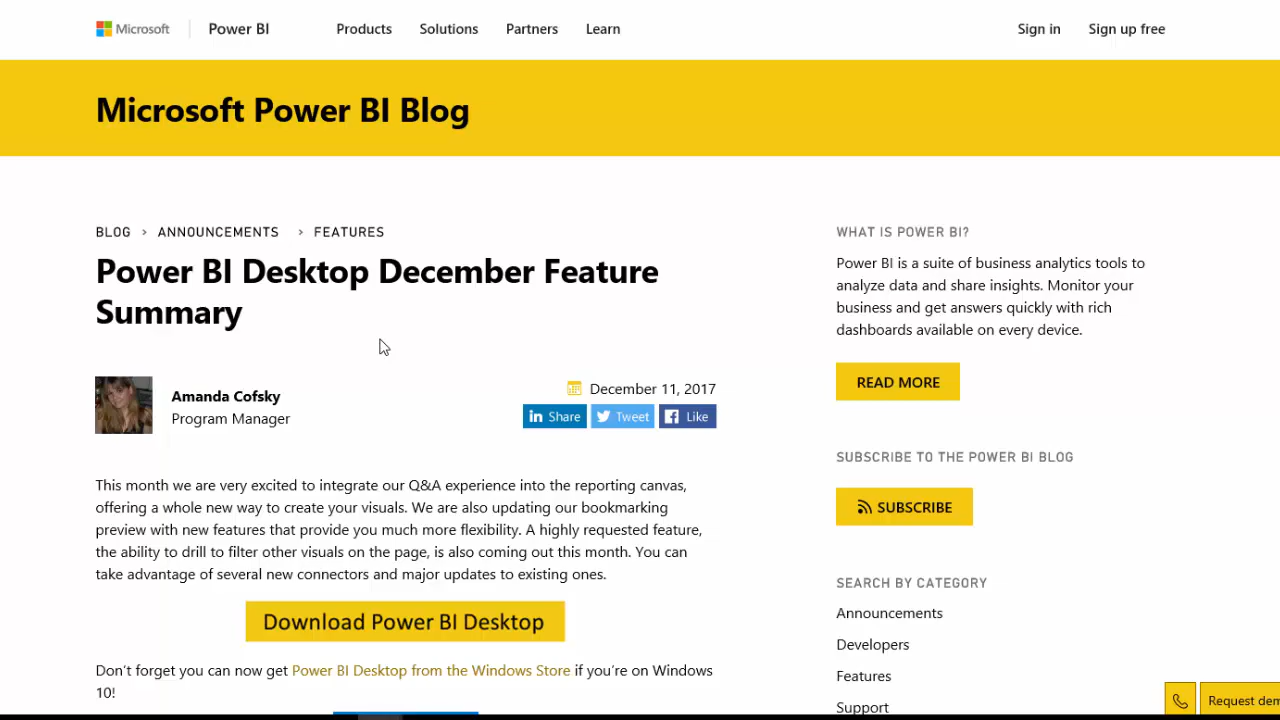 Microsoft Power BI Products Solutions Partners Learn Sign in Sign up free
Microsoft Power BI Blog
BLOG > ANNOUNCEMENTS > FEATURES
Power BI Desktop December Feature
Summary
Amanda Cofsky
Program Manager
December 11, 2017
in Share Tweet Like
This month we are very excited to integrate our Q&A experience into the reporting canvas,
offering a whole new way to create your visuals. We are also updating our bookmarking
preview with new features that provide you much more flexibility. A highly requested feature,
the ability to drill to filter other visuals on the page, is also coming out this month. You can
take advantage of several new connectors and major updates to existing ones.
Download Power BI Desktop
Don't forget you can now get Power BI Desktop from the Windows Store if you're on Windows
10!
WHAT IS POWER BI?
Power BI is a suite of business analytics tools to
analyze data and share insights. Monitor your
business and get answers quickly with rich
dashboards available on every device.
READ MORE
SUBSCRIBE TO THE POWER BI BLOG
SUBSCRIBE
SEARCH BY CATEGORY
Announcements
Developers
Features
Support
Request dem